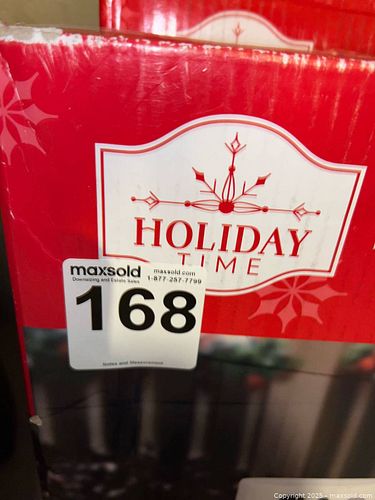 HOLIDAY
TIME
maxsold
maxsold.com
Downsizing and Estate Sales
1-877-257-7799
168
Notes and Measurements
Copyright 2025 - maxsold.com